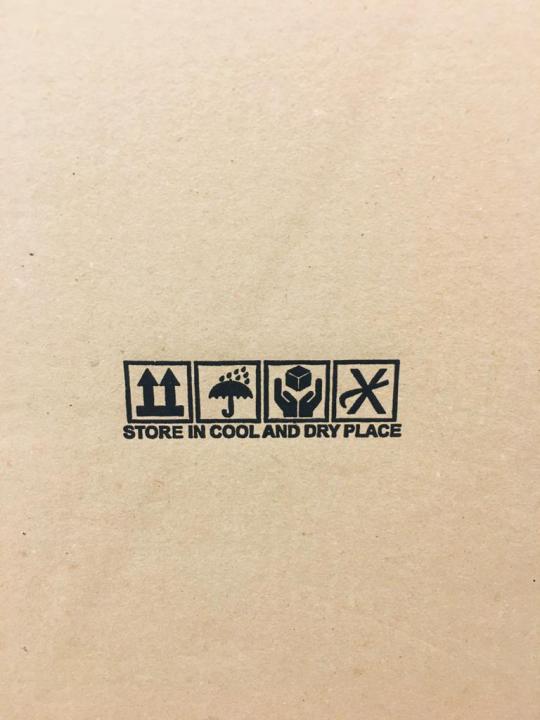 STORE IN COOL AND DRY PLACE